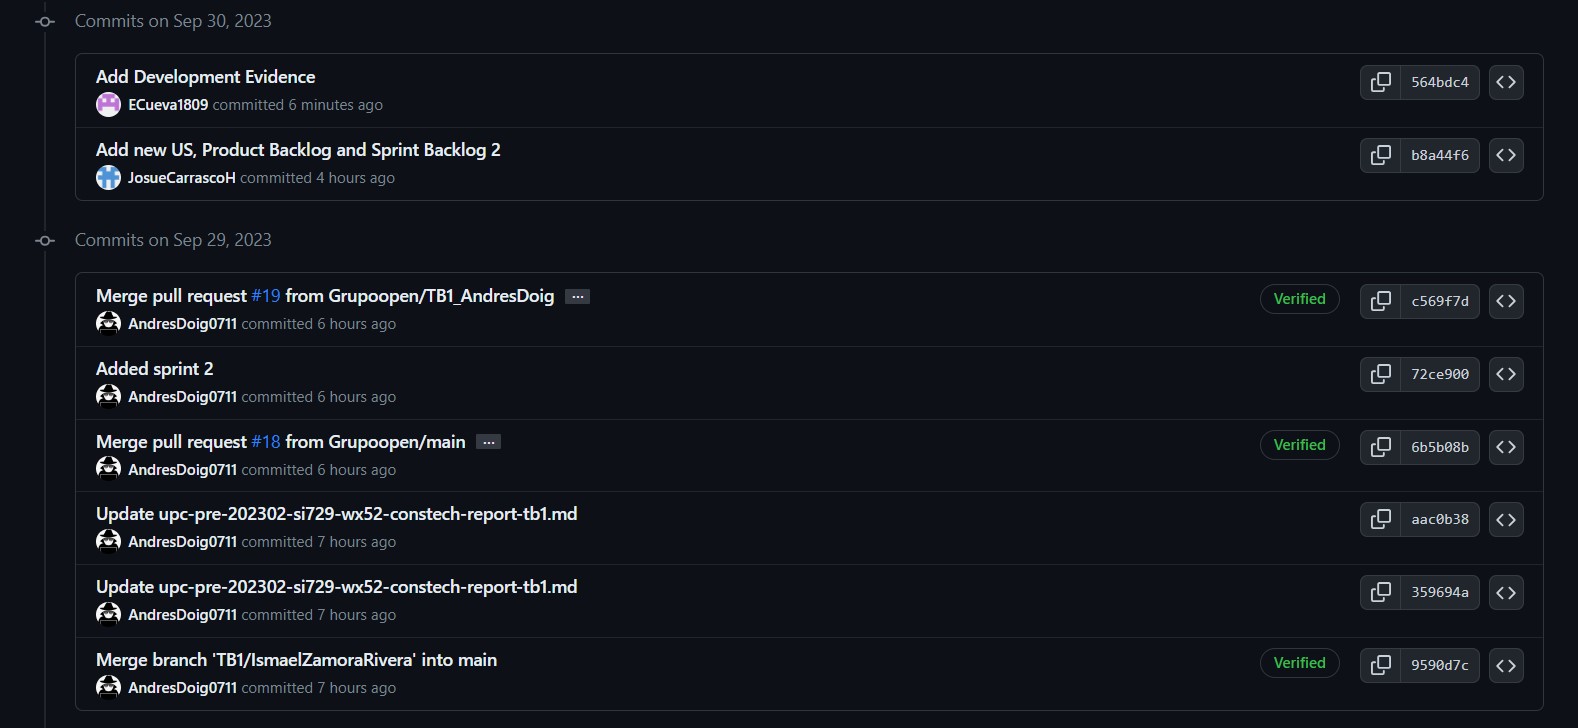 Commits on Sep 30, 2023
Add Development Evidence
564bdc4
ECueva1809 committed 6 minutes ago
Add new US, Product Backlog and Sprint Backlog 2
b8a44f6
JosueCarrascoH committed 4 hours ago
Commits on Sep 29, 2023
Merge pull request #19 from Grupoopen/TB1_AndresDoig ...
Verified c569f7d
AndresDoig0711 committed 6 hours ago
Added sprint 2
72ce900
AndresDoig0711 committed 6 hours ago
Merge pull request #18 from Grupoopen/main ...
Verified 6b5b08b
AndresDoig0711 committed 6 hours ago
Update upc-pre-202302-si729-wx52-constech-report-tb1.md
aac0b38
AndresDoig0711 committed 7 hours ago
Update upc-pre-202302-si729-wx52-constech-report-tb1.md
359694a
AndresDoig0711 committed 7 hours ago
Merge branch 'TB1/IsmaelZamoraRivera' into main
Verified 9590d7c
AndresDoig0711 committed 7 hours ago